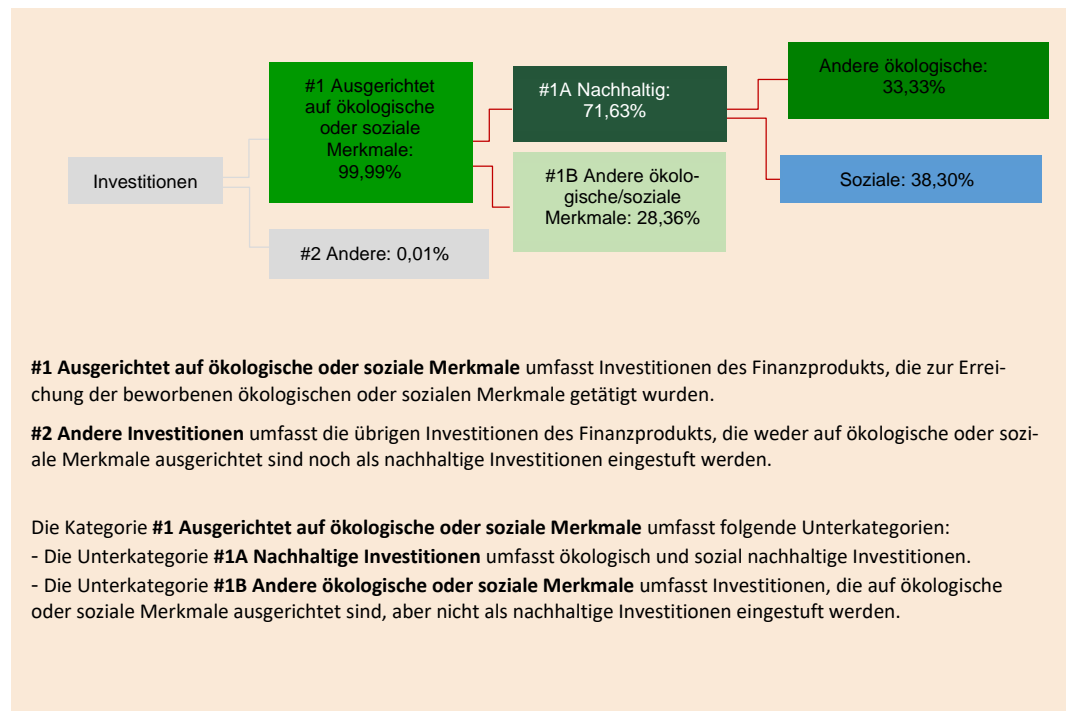 Investitionen
#1 Ausgerichtet
auf ökologische
oder soziale
Merkmale:
99,99%
#2 Andere: 0,01%
#1A Nachhaltig:
71,63%
#1B Andere ökolo-
gische/soziale
Merkmale: 28,36%
Andere ökologische:
33,33%
Soziale: 38,30%
#1 Ausgerichtet auf ökologische oder soziale Merkmale umfasst Investitionen des Finanzprodukts, die zur Errei-
chung der beworbenen ökologischen oder sozialen Merkmale getätigt wurden.
#2 Andere Investitionen umfasst die übrigen Investitionen des Finanzprodukts, die weder auf ökologische oder sozi-
ale Merkmale ausgerichtet sind noch als nachhaltige Investitionen eingestuft werden.
Die Kategorie #1 Ausgerichtet auf ökologische oder soziale Merkmale umfasst folgende Unterkategorien:
- Die Unterkategorie #1A Nachhaltige Investitionen umfasst ökologisch und sozial nachhaltige Investitionen.
- Die Unterkategorie #1B Andere ökologische oder soziale Merkmale umfasst Investitionen, die auf ökologische
oder soziale Merkmale ausgerichtet sind, aber nicht als nachhaltige Investitionen eingestuft werden.